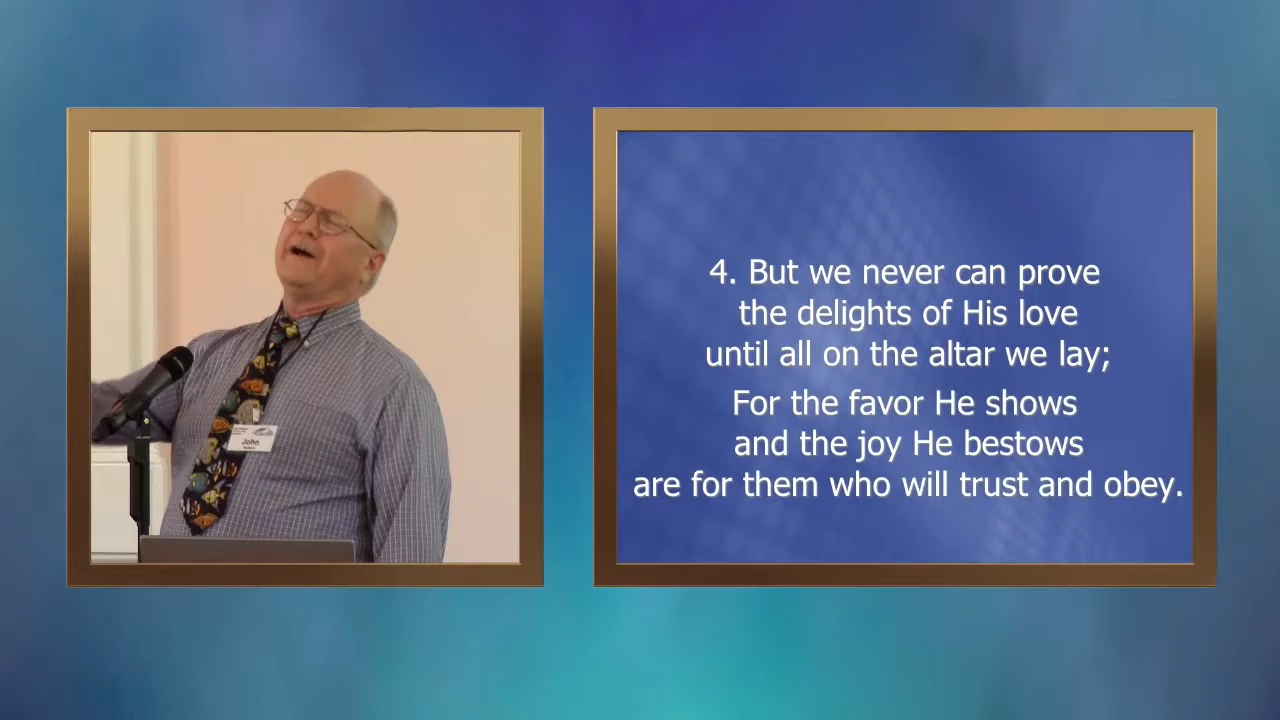 John
4. But we never can prove
the delights of His love
until all on the altar we lay;
For the favor He shows
and the joy He bestows
are for them who will trust and obey.